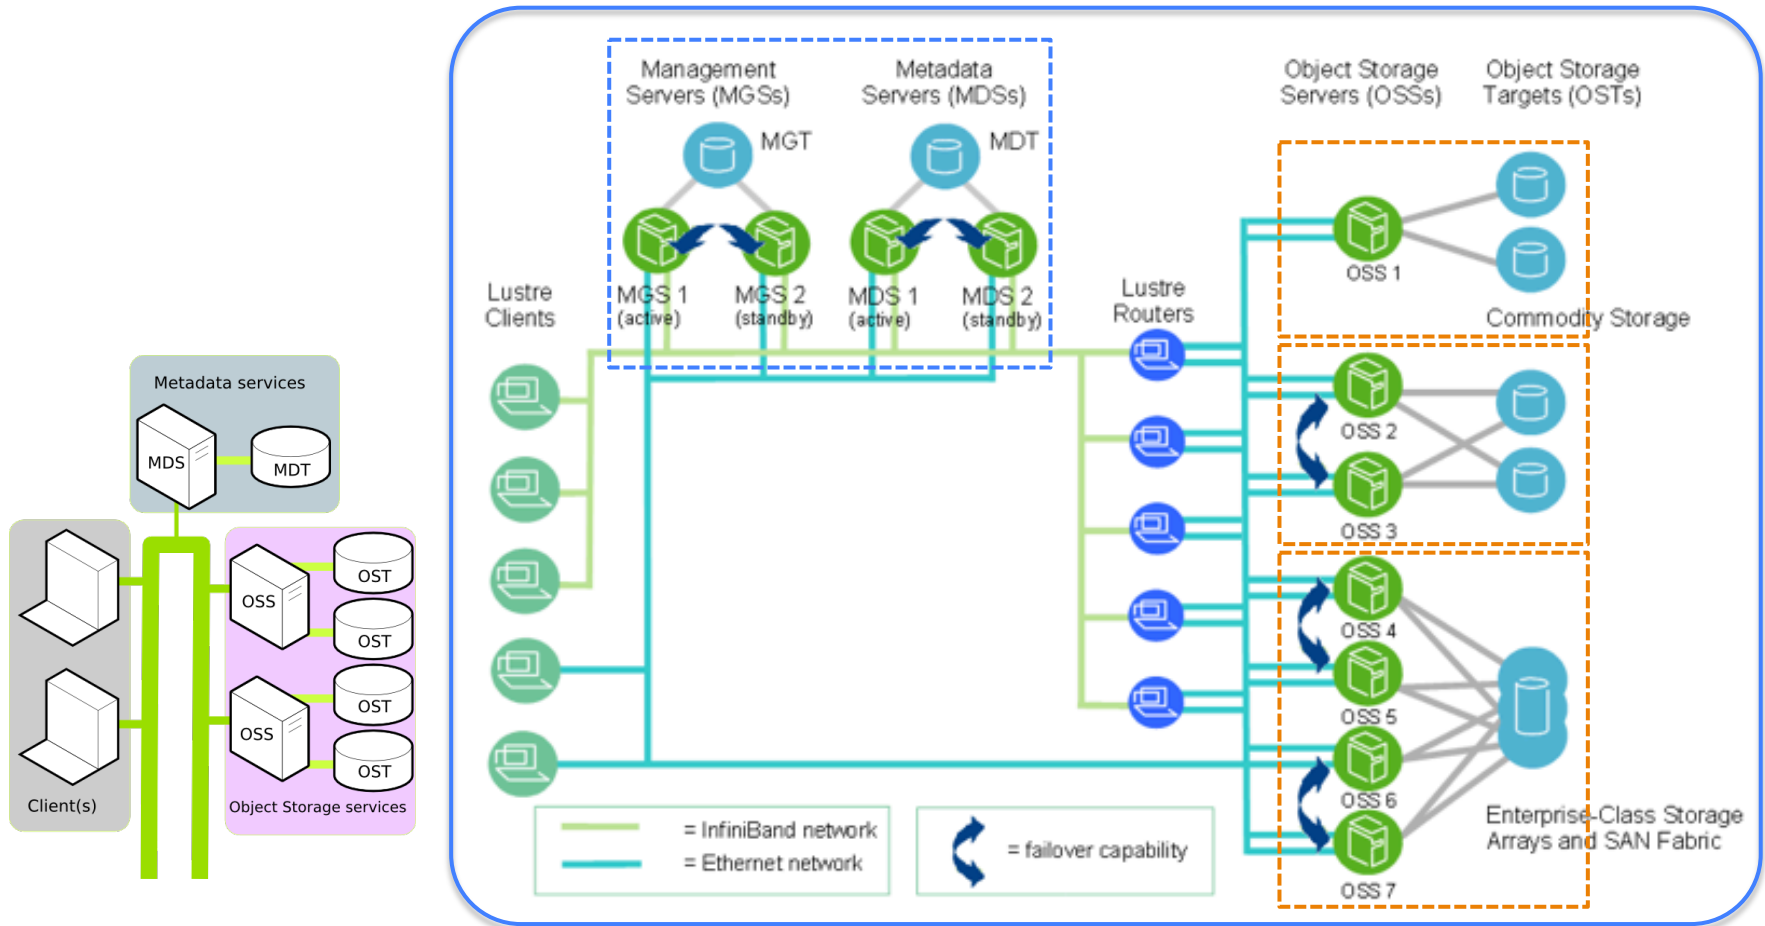 Metadata services
MDS
MDT
OSS
OST
OST
OSS
OST
OST
Client(s)
Object Storage services
Management
Servers (MGSs)
Metadata
Servers (MDSs)
Object Storage
Servers (OSSs)
Object Storage
Targets (OSTs)
MGT
MDT
MGS 1
(active)
MGS 2
(standby)
MDS 1
(active)
MDS 2
(standby)
Lustre
Clients
Lustre
Routers
OSS 1
Commodity Storage
OSS 2
OSS 3
OSS 4
OSS 5
OSS 6
OSS 7
Enterprise-Class Storage
Arrays and SAN Fabric
= InfiniBand network
= Ethernet network
= failover capability